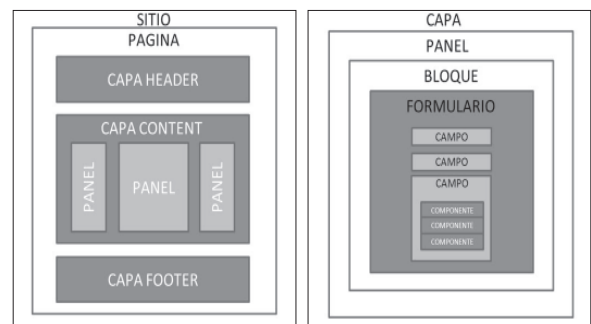 SITIO
PAGINA
CAPA HEADER
CAPA CONTENT
PANEL
PANEL
PANEL
CAPA FOOTER
CAPA
PANEL
BLOQUE
FORMULARIO
CAMPO
CAMPO
CAMPO
COMPONENTE
COMPONENTE
COMPONENTE